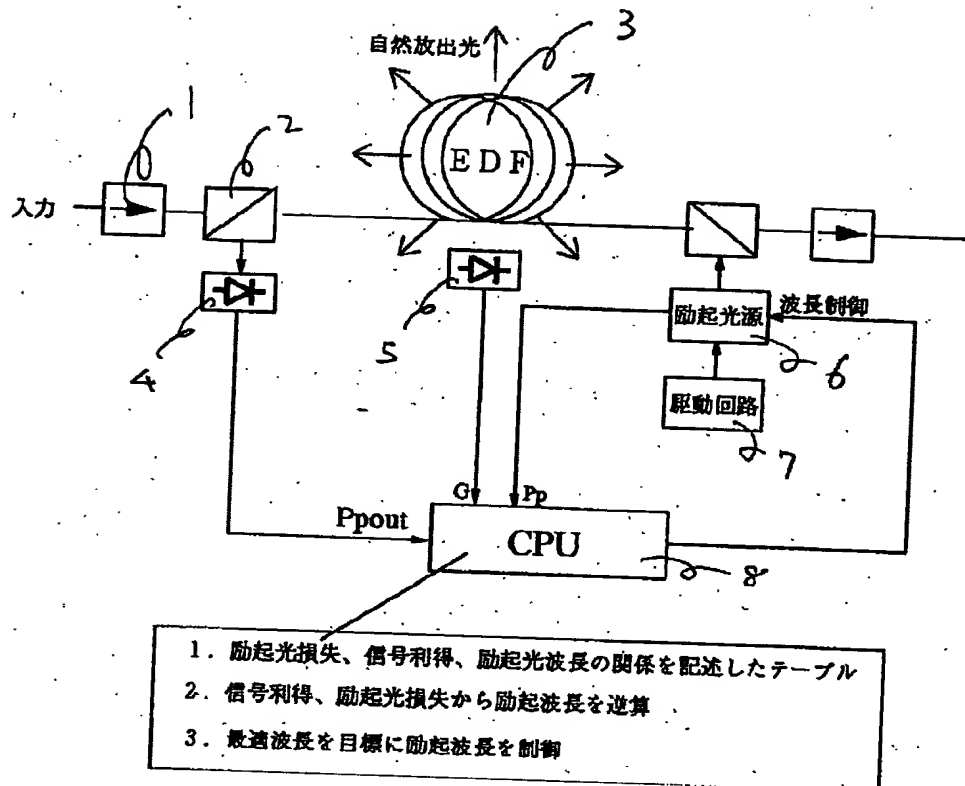 自然放出光
3
1
2
EDF
入力
励起光源
波長制御
4
5
6
駆動回路
7
G
Pp
Ppout
CPU
8
1．励起光損失、信号利得、励起光波長の関係を記述したテーブル
2．信号利得、励起光損失から励起波長を逆算
3．最適波長を目標に励起波長を制御